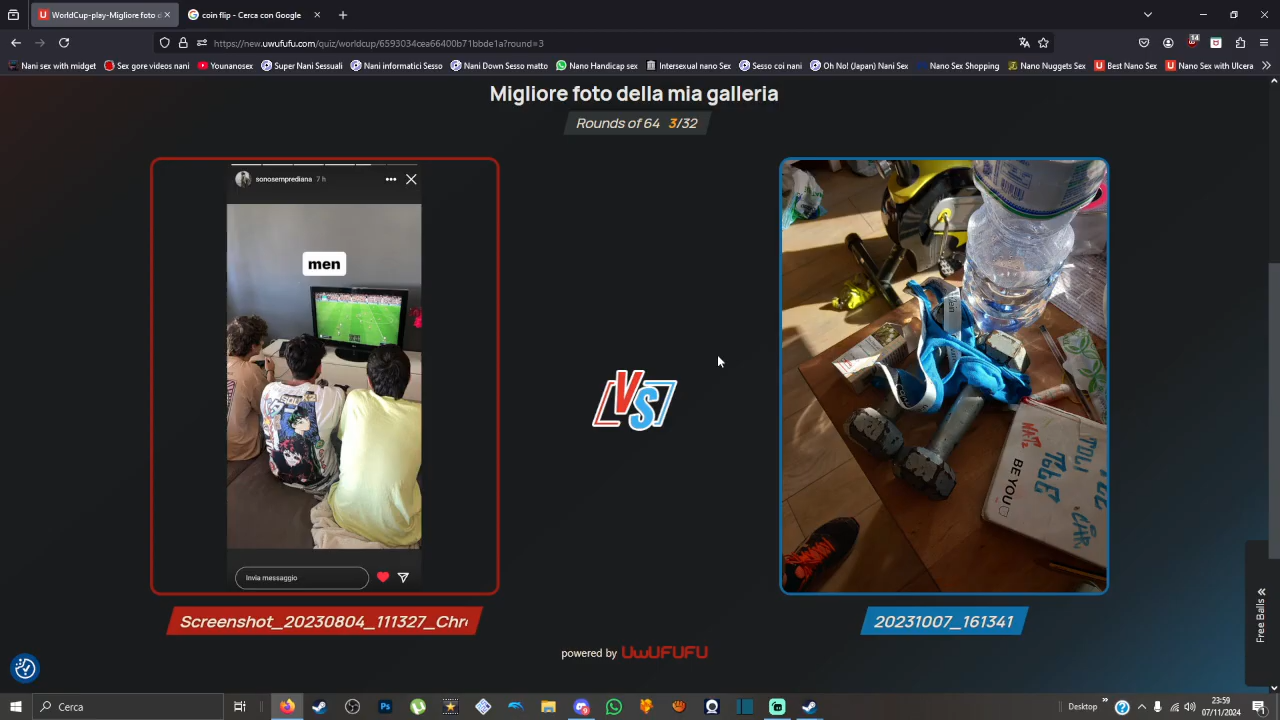 WorldCup-play-Migliore foto d
coin flip - Cerca con Google
https://new.uwufufu.com/quiz/worldcup/6593034cea66400b71bbde1a?round=3
34
Nani sex with midget
Sex gore videos nani
Younanosex
Super Nani Sessuali
Nani informatici Sesso
Nani Down Sesso matto
Nano Handicap sex
Intersexual nano Sex
Sesso coi nani
Oh No! (Japan) Nani Sex
Nano Sex Shopping
Nano Nuggets Sex
Best Nano Sex
Nano Sex with Ulcera
Migliore foto della mia galleria
Rounds of 64 3/32
sonosemprediana 7 h
men
Invia messaggio
VS
BE YOU
TOLI
TOLE
Screenshot_20230804_111327_Chr
20231007_161341
powered by UwUFUFU
Free Balls
Cerca
Desktop
23:59
07/11/2024